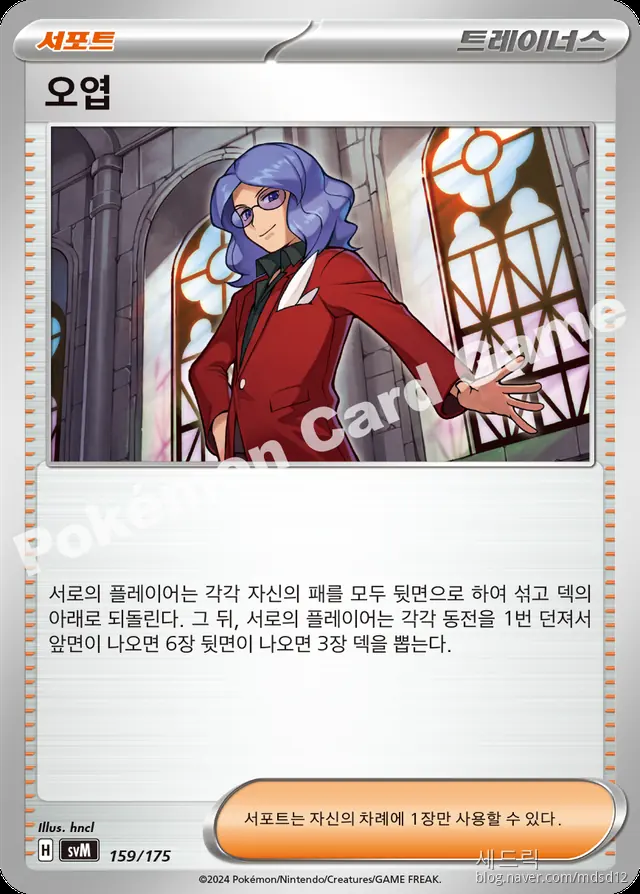 서포트
트레이너스
오엽
Pokémon Card Game
서로의 플레이어는 각각 자신의 패를 모두 뒷면으로 하여 섞고 덱의
아래로 되돌린다. 그 뒤, 서로의 플레이어는 각각 동전을 1번 던져서
앞면이 나오면 6장 뒷면이 나오면 3장 덱을 뽑는다.
서포트는 자신의 차례에 1장만 사용할 수 있다.
Illus. hncl
H svM 159/175
©2024 Pokémon/Nintendo/Creatures/GAME FREAK.
세드릭
blog.naver.com/mdsd12